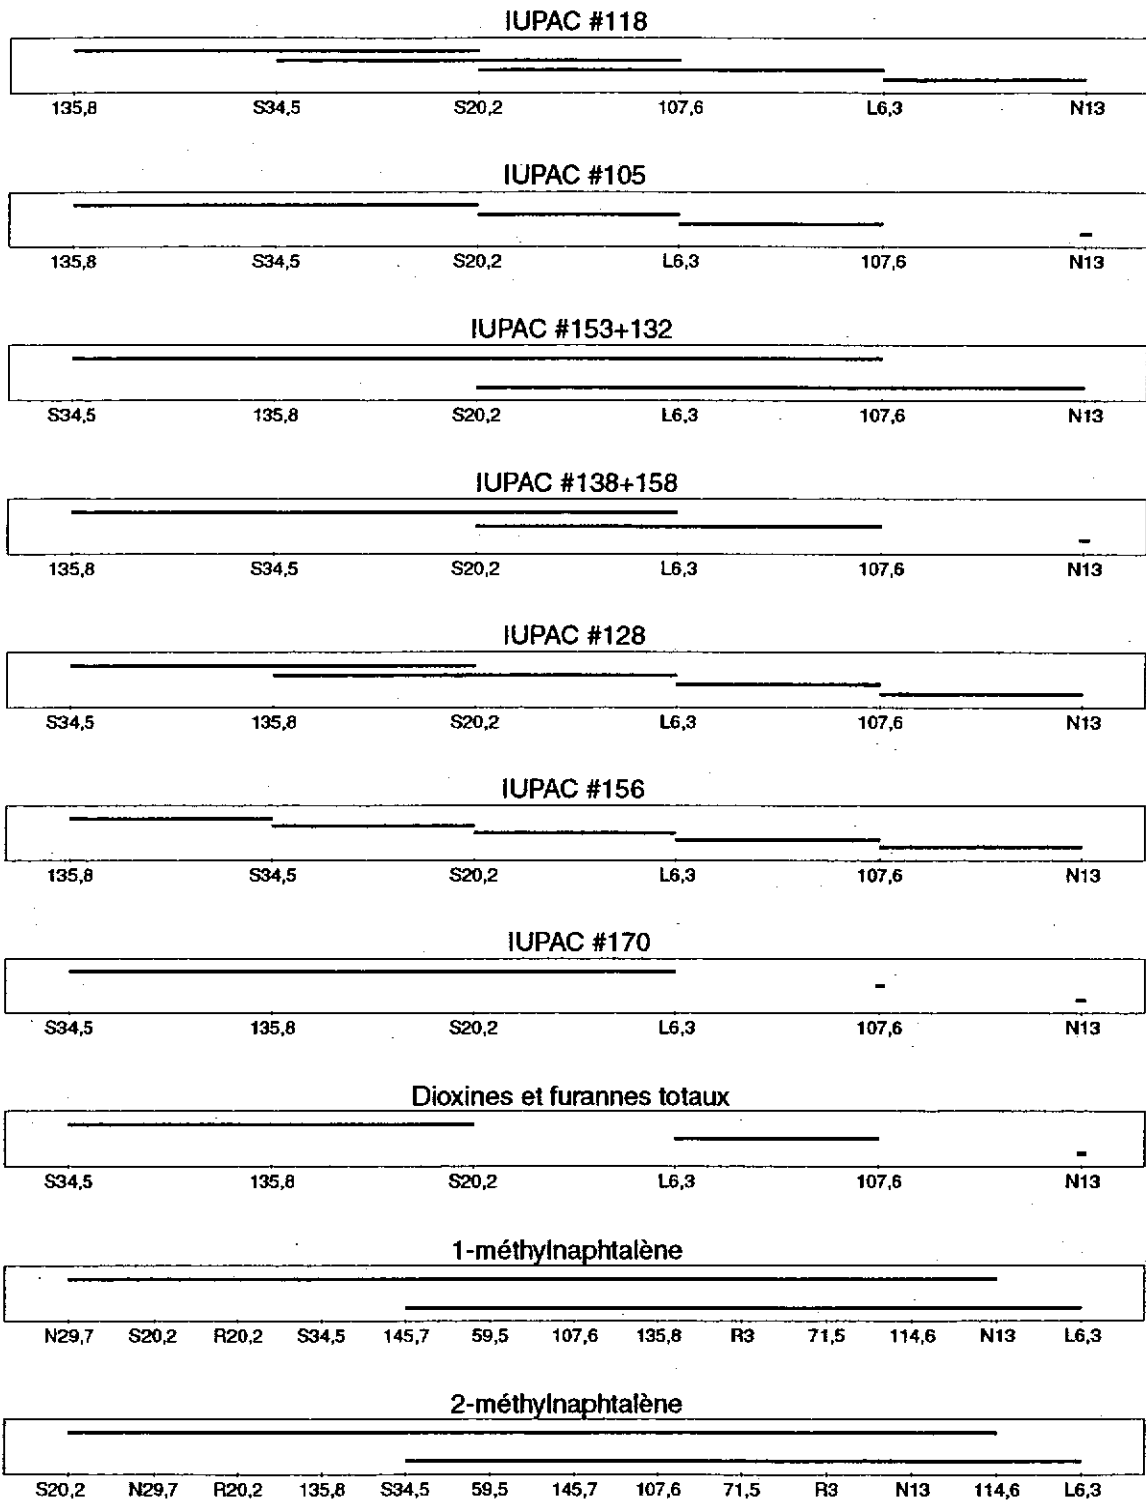 IUPAC #118
135,8 S34,5 S20,2 107,6 L6,3 N13
IUPAC #105
135,8 S34,5 S20,2 L6,3 107,6 N13
IUPAC #153+132
S34,5 135,8 S20,2 L6,3 107,6 N13
IUPAC #138+158
135,8 S34,5 S20,2 L6,3 107,6 N13
IUPAC #128
S34,5 135,8 S20,2 L6,3 107,6 N13
IUPAC #156
135,8 S34,5 S20,2 L6,3 107,6 N13
IUPAC #170
S34,5 135,8 S20,2 L6,3 107,6 N13
Dioxines et furannes totaux
S34,5 135,8 S20,2 L6,3 107,6 N13
1-méthylnaphtalène
N29,7 S20,2 R20,2 S34,5 145,7 59,5 107,6 135,8 R3 71,5 114,6 N13 L6,3
2-méthylnaphtalène
S20,2 N29,7 R20,2 135,8 S34,5 59,5 145,7 107,6 71,5 R3 N13 114,6 L6,3